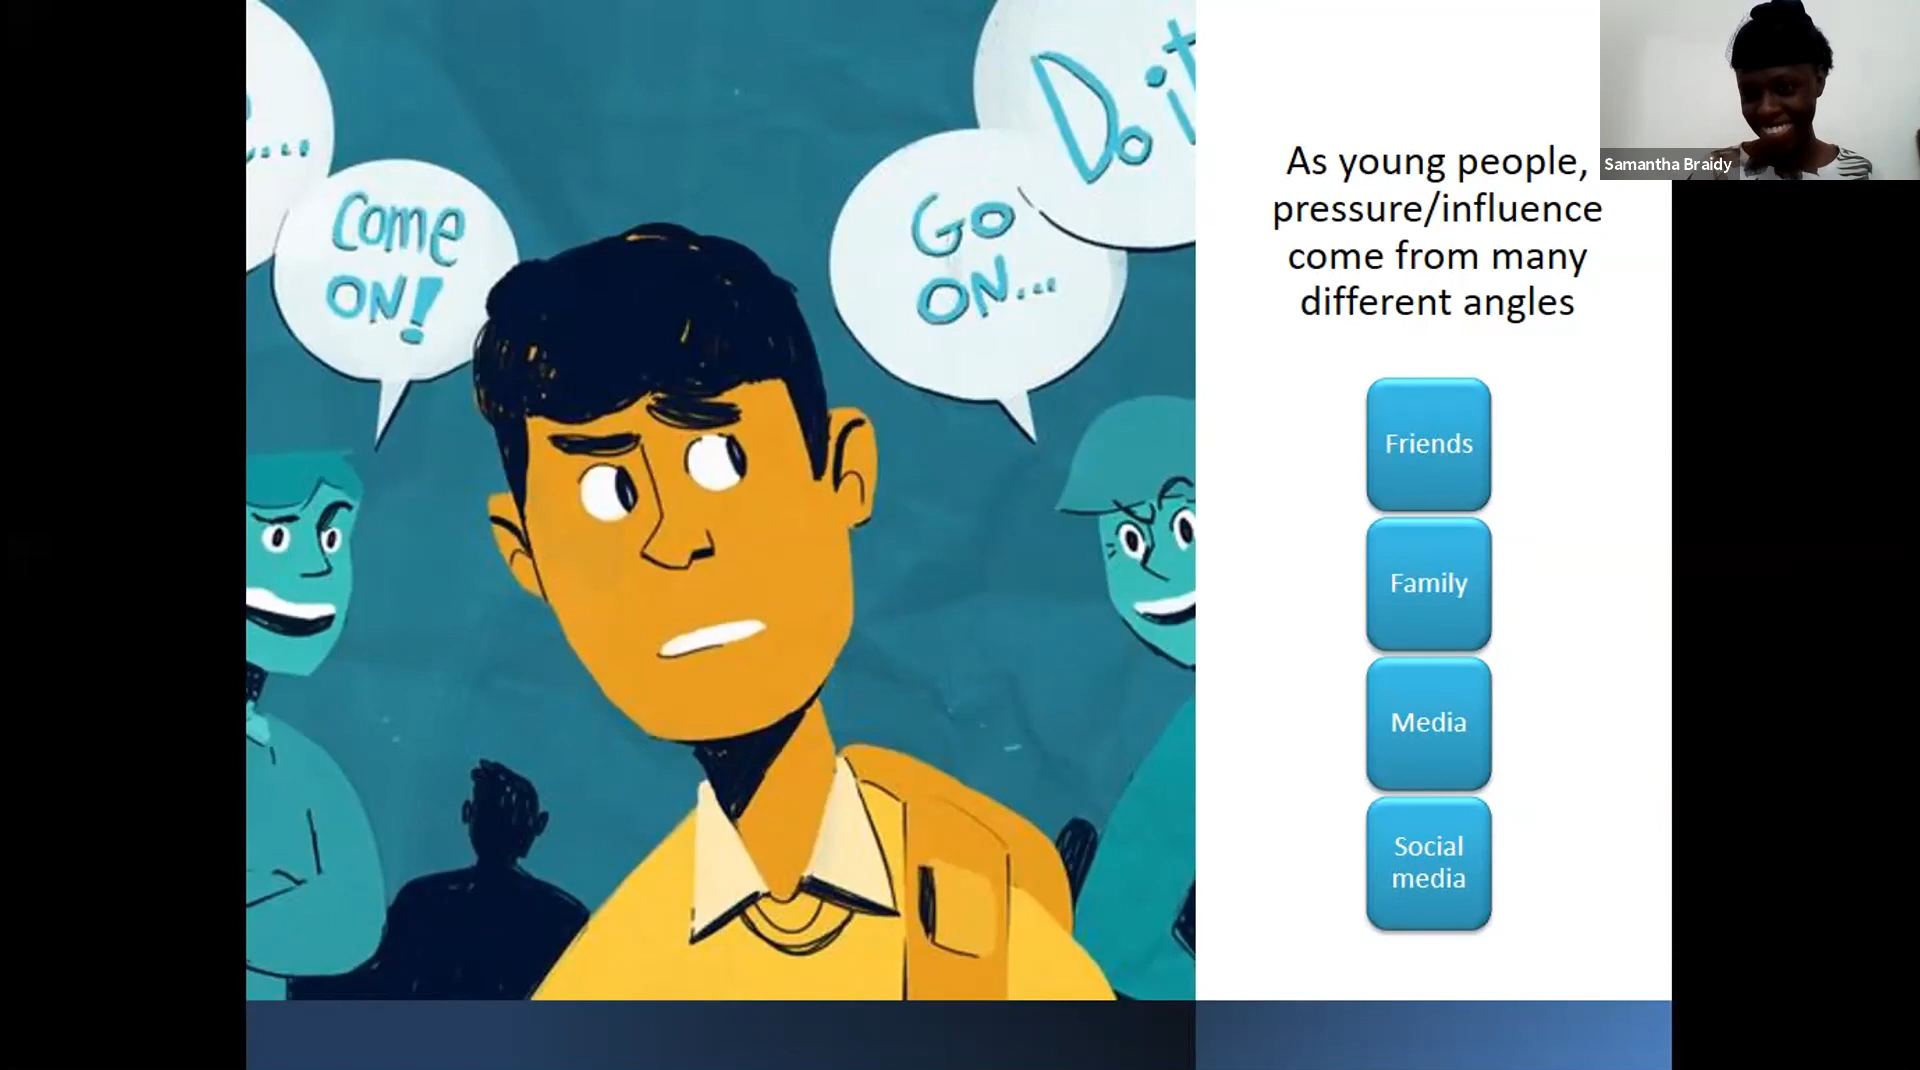 ...
Come
ON!
Go
ON...
Do it
As young people,
pressure/influence
come from many
different angles
Friends
Family
Media
Social
media
Samantha Braidy